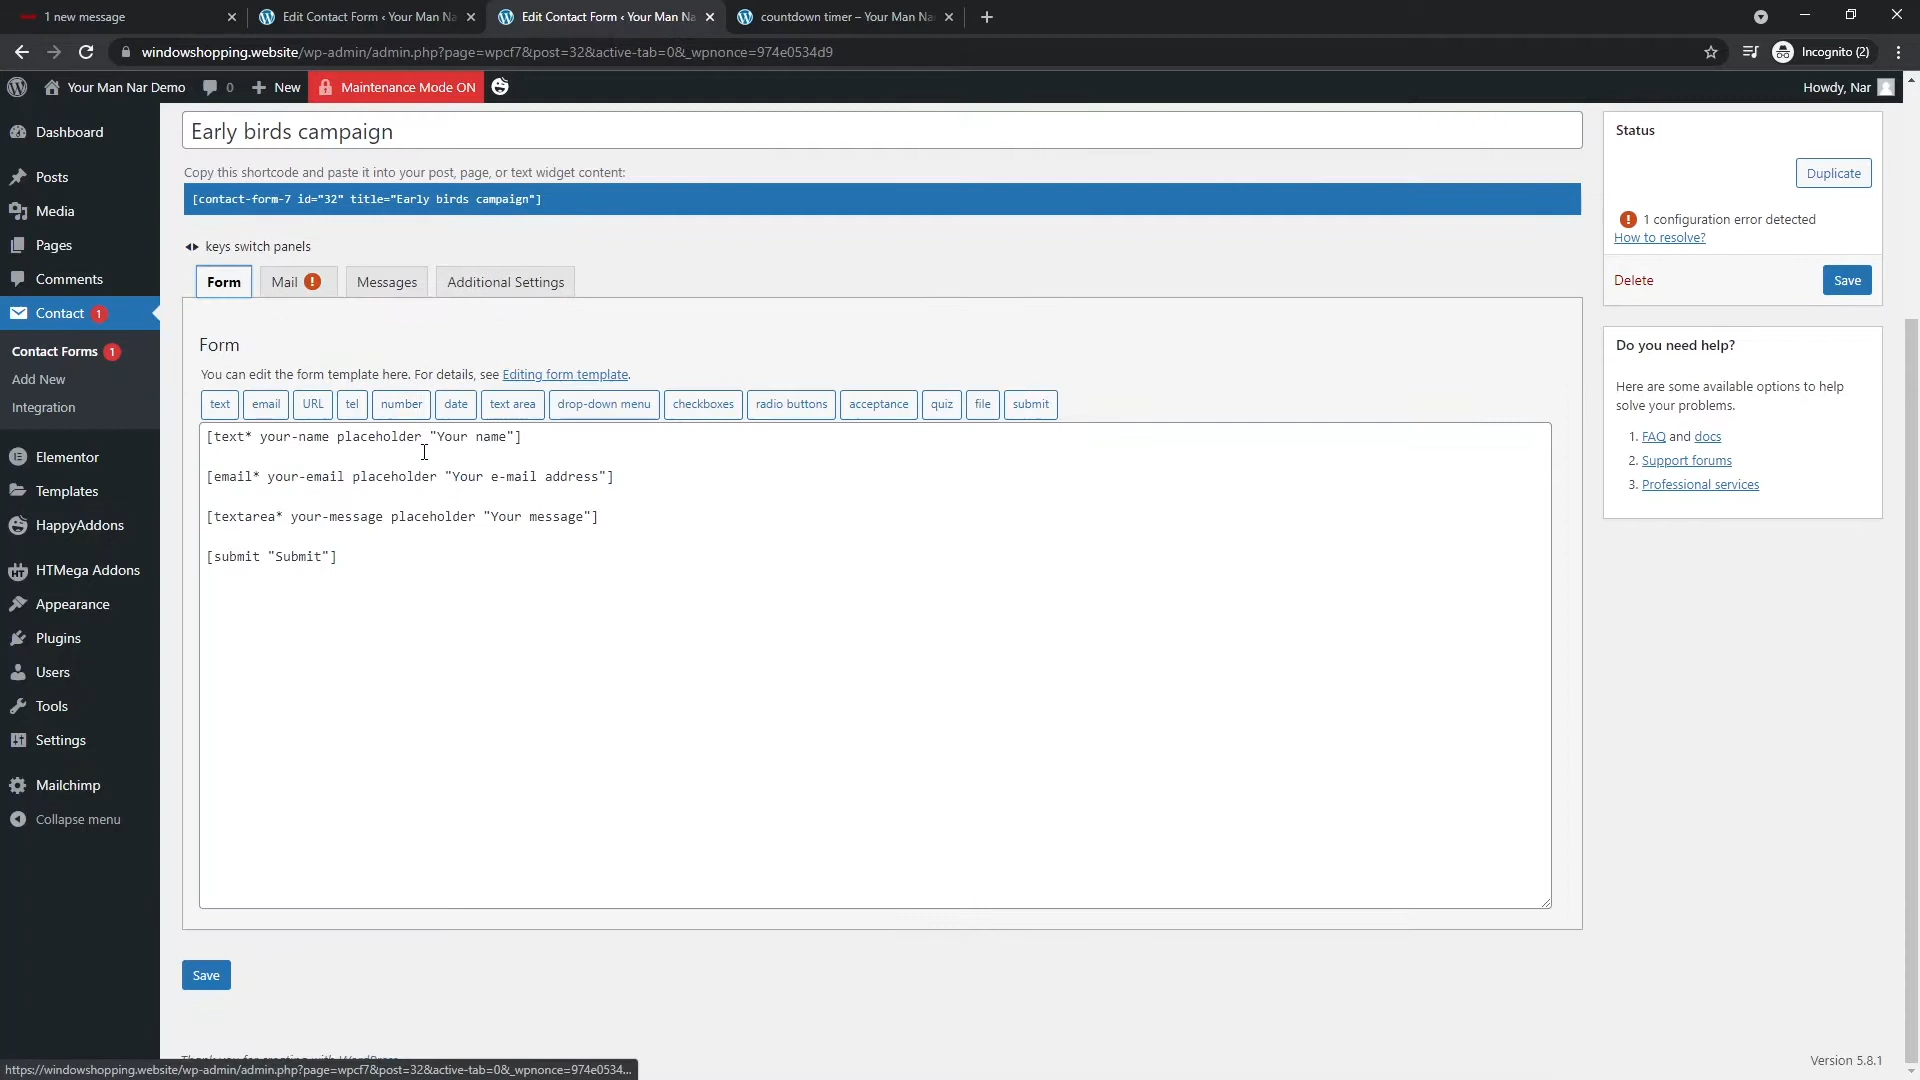 1 new message
Edit Contact Form ‹ Your Man Na
Edit Contact Form ‹ Your Man Na
countdown timer – Your Man Na
windowshopping.website/wp-admin/admin.php?page=wpcf7&post=32&active-tab=0&_wpnonce=974e0534d9
Incognito (2)
Your Man Nar Demo
0
New
Maintenance Mode ON
Howdy, Nar
Dashboard
Posts
Media
Pages
Comments
Contact 1
Contact Forms 1
Add New
Integration
Elementor
Templates
HappyAddons
HTMega Addons
Appearance
Plugins
Users
Tools
Settings
Mailchimp
Collapse menu
Early birds campaign
Copy this shortcode and paste it into your post, page, or text widget content:
[contact-form-7 id="32" title="Early birds campaign"]
keys switch panels
Form
Mail !
Messages
Additional Settings
Form
You can edit the form template here. For details, see Editing form template.
text
email
URL
tel
number
date
text area
drop-down menu
checkboxes
radio buttons
acceptance
quiz
file
submit
[text* your-name placeholder "Your name"]
[email* your-email placeholder "Your e-mail address"]
[textarea* your-message placeholder "Your message"]
[submit "Submit"]
Save
Status
Duplicate
! 1 configuration error detected
How to resolve?
Delete
Save
Do you need help?
Here are some available options to help
solve your problems.
1. FAQ and docs
2. Support forums
3. Professional services
Thank you for creating with WordPress.
Version 5.8.1
https://windowshopping.website/wp-admin/admin.php?page=wpcf7&post=32&active-tab=0&_wpnonce=974e0534...